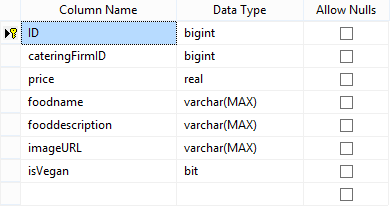 Column Name Data Type Allow Nulls
ID bigint
cateringFirmID bigint
price real
foodname varchar(MAX)
fooddescription varchar(MAX)
imageURL varchar(MAX)
isVegan bit